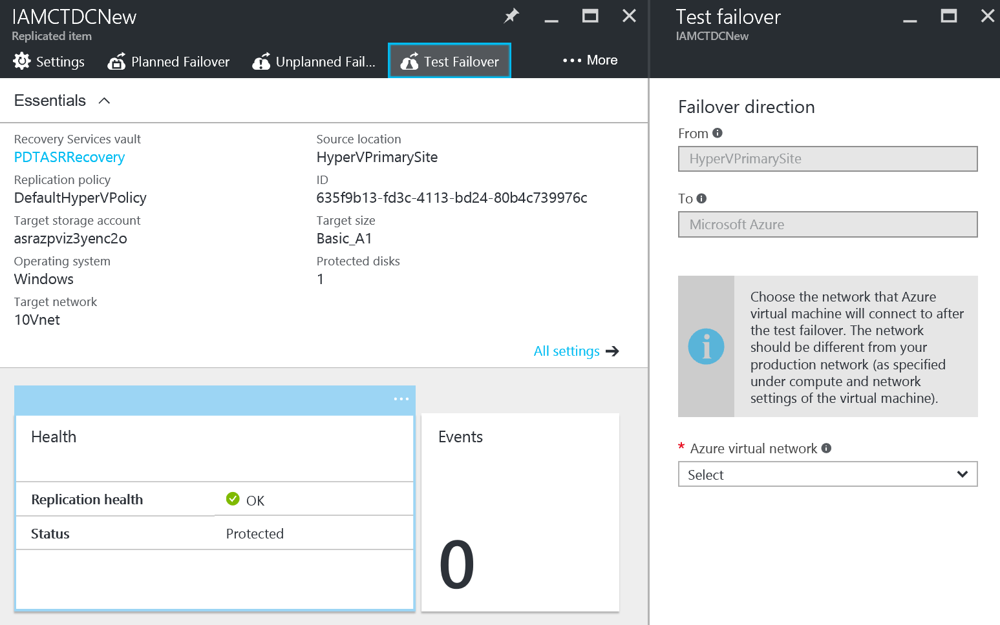 IAMCTDCNew
Replicated item
Settings
Planned Failover
Unplanned Fail...
Test Failover
... More
Essentials
Recovery Services vault
PDTASRRecovery
Source location
HyperVPrimarySite
Replication policy
DefaultHyperVPolicy
ID
635f9b13-fd3c-4113-bd24-80b4c739976c
Target storage account
asrazpviz3yenc2o
Target size
Basic_A1
Operating system
Windows
Protected disks
1
Target network
10Vnet
All settings
...
Health
Replication health
OK
Status
Protected
Events
0
Test failover
IAMCTDCNew
Failover direction
From
HyperVPrimarySite
To
Microsoft Azure
Choose the network that Azure
virtual machine will connect to after
the test failover. The network
should be different from your
production network (as specified
under compute and network
settings of the virtual machine).
* Azure virtual network
Select